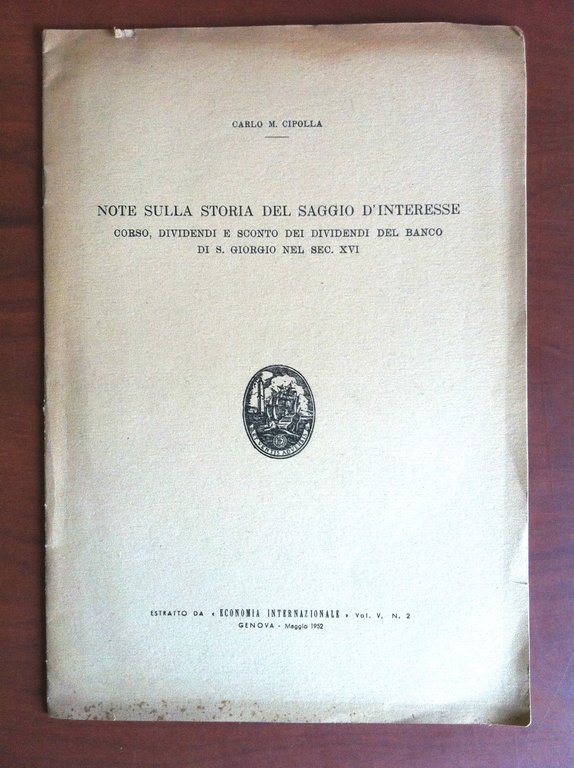 CARLO M. CIPOLLA
NOTE SULLA STORIA DEL SAGGIO D'INTERESSE
CORSO, DIVIDENDI E SCONTO DEI DIVIDENDI DEL BANCO
DI S. GIORGIO NEL SEC. XVI
VENTIS
ESTRATTO DA « ECONOMIA INTERNAZIONALE » Vol. V, N. 2
GENOVA - Maggio 1952